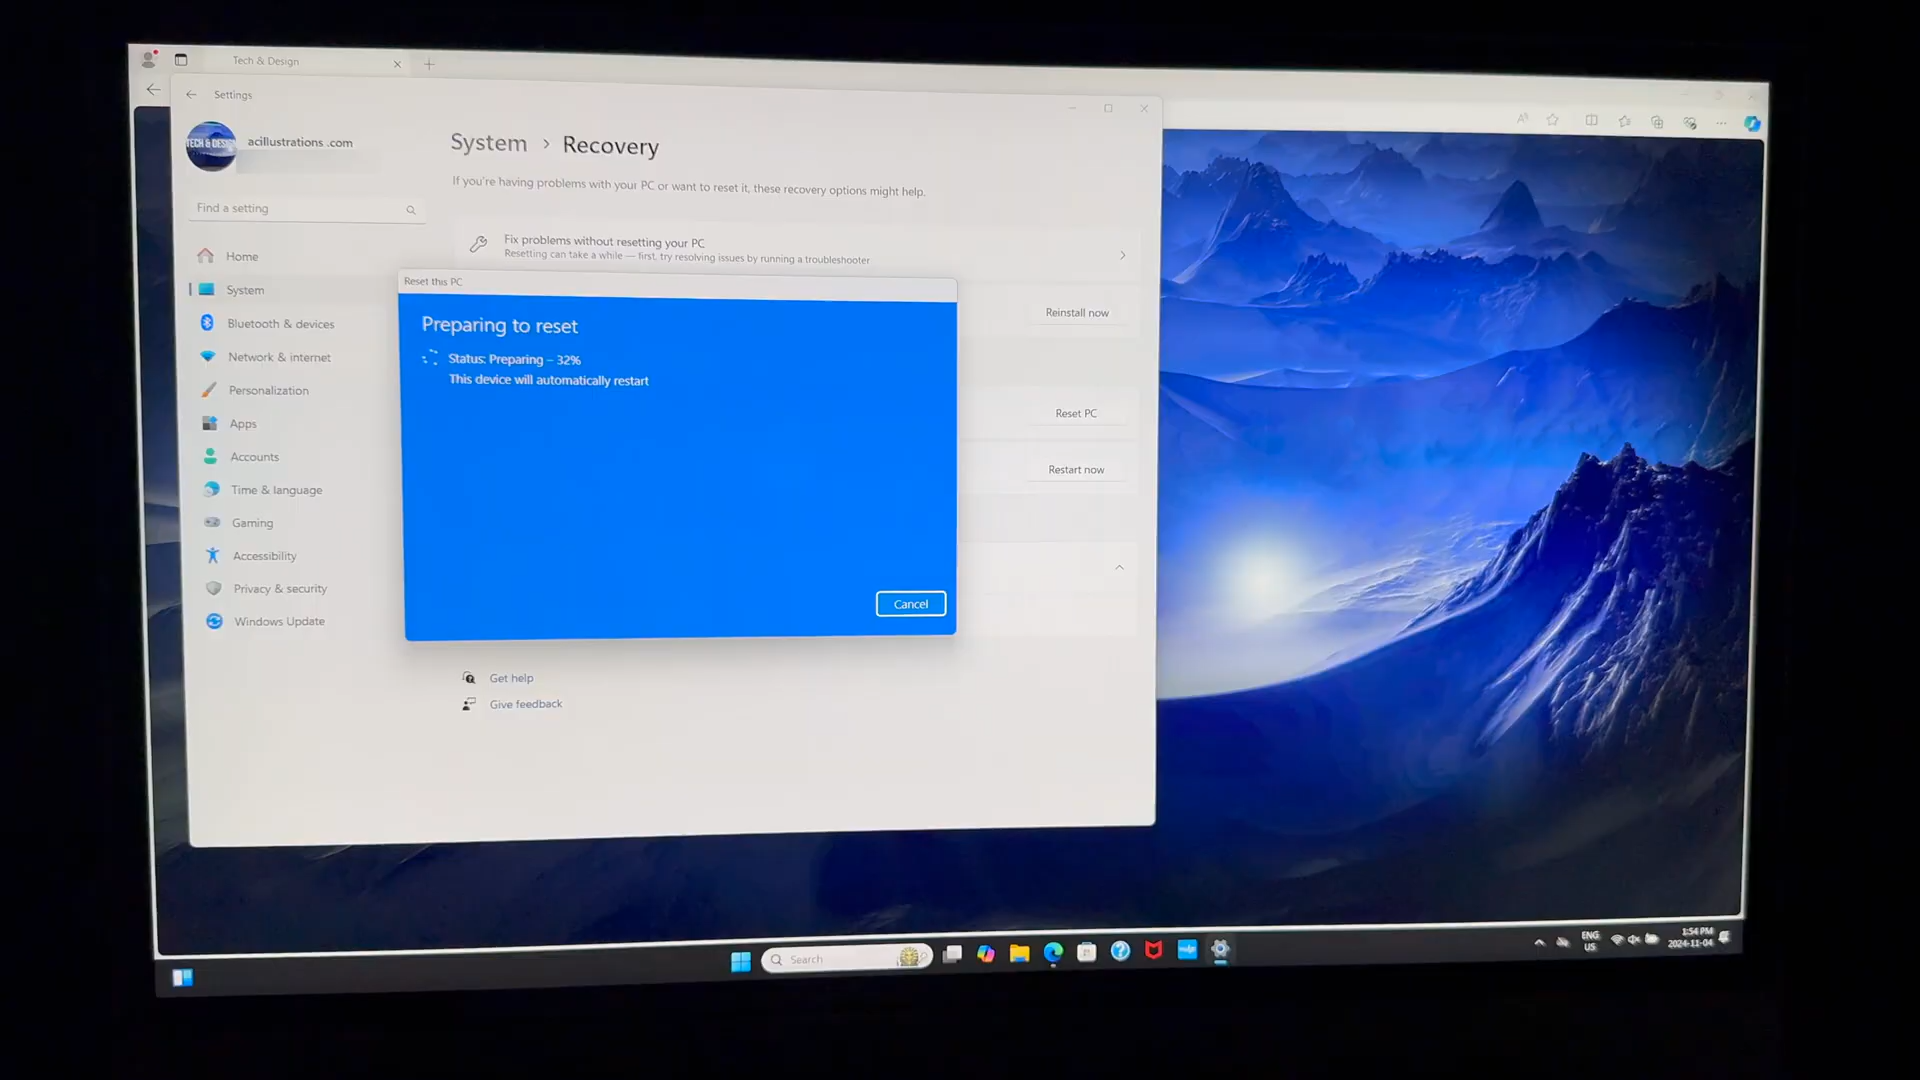 Tech & Design
Settings
TECH & DESIGN
acillustrations .com
System > Recovery
If you're having problems with your PC or want to reset it, these recovery options might help.
Find a setting
Fix problems without resetting your PC
Resetting can take a while — first, try resolving issues by running a troubleshooter
Home
System
Bluetooth & devices
Network & internet
Personalization
Apps
Accounts
Time & language
Gaming
Accessibility
Privacy & security
Windows Update
Reset this PC
Preparing to reset
Status: Preparing – 32%
This device will automatically restart
Cancel
Reinstall now
Reset PC
Restart now
Get help
Give feedback
Search
ENG
US
1:54 PM
2024-11-04